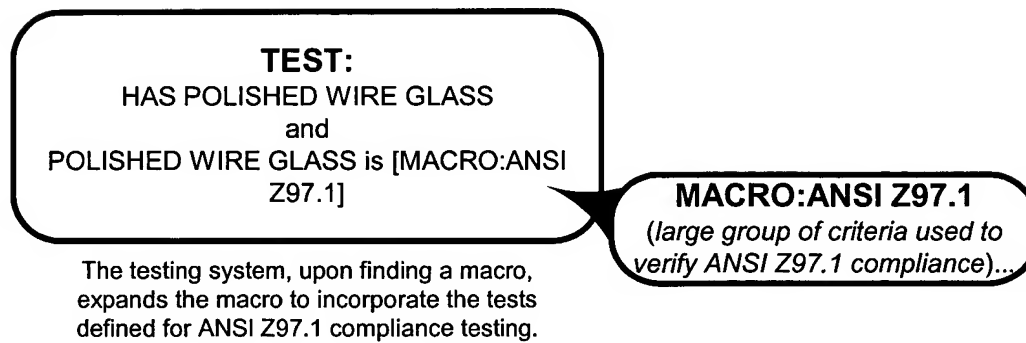 TEST:
HAS POLISHED WIRE GLASS
and
POLISHED WIRE GLASS is [MACRO:ANSI
Z97.1]
MACRO:ANSI Z97.1
(large group of criteria used to
verify ANSI Z97.1 compliance)...
The testing system, upon finding a macro,
expands the macro to incorporate the tests
defined for ANSI Z97.1 compliance testing.